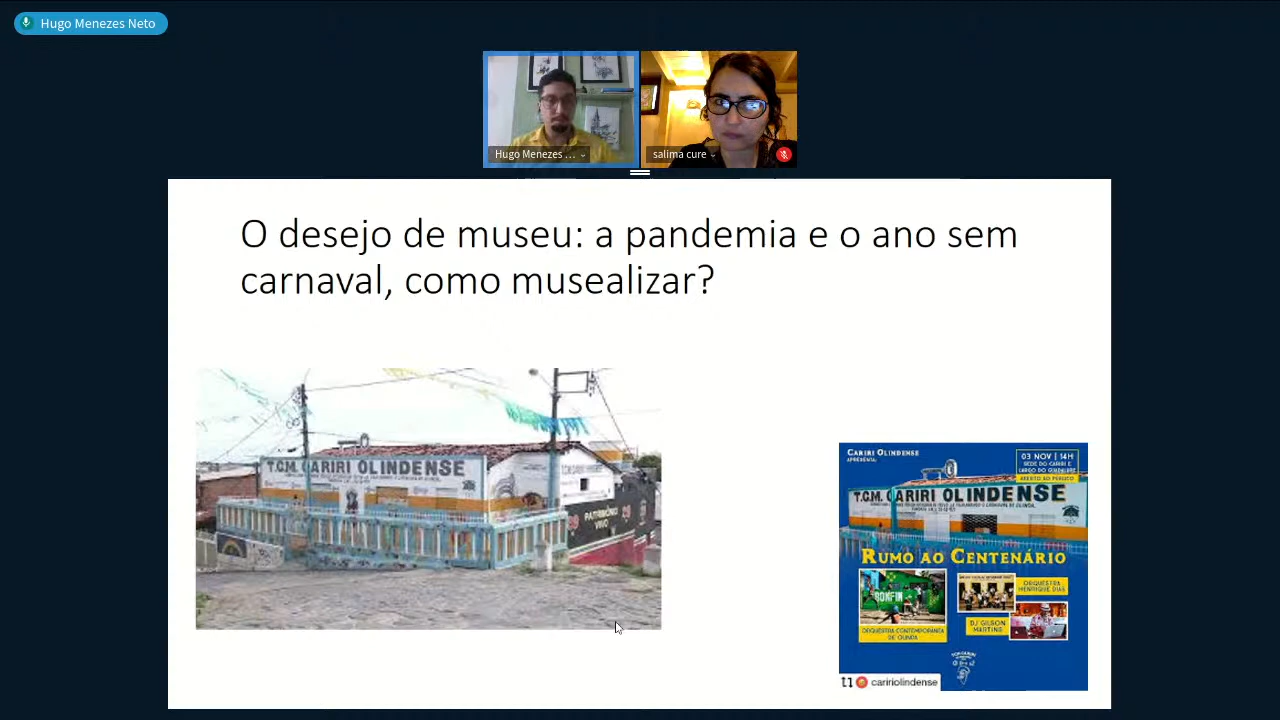 Hugo Menezes Neto
Hugo Menezes ...
salima cure
O desejo de museu: a pandemia e o ano sem
carnaval, como musealizar?
T.C.M. CARIRI OLINDENSE
PATRIMÔNIO
VIVO
CARIRI OLINDENSE
APRESENTA:
03 NOV | 14H
SEDE DO CARIRI E
LARGO DO GUADALUPE
ABERTO AO PÚBLICO
T.C.M. CARIRI OLINDENSE
RUMO AO CENTENÁRIO
BONFIM
ORQUESTRA
HENRIQUE DIAS
DJ GILSON
MARTINS
ORQUESTRA CONTEMPORÂNEA
DE OLINDA
caririolindense